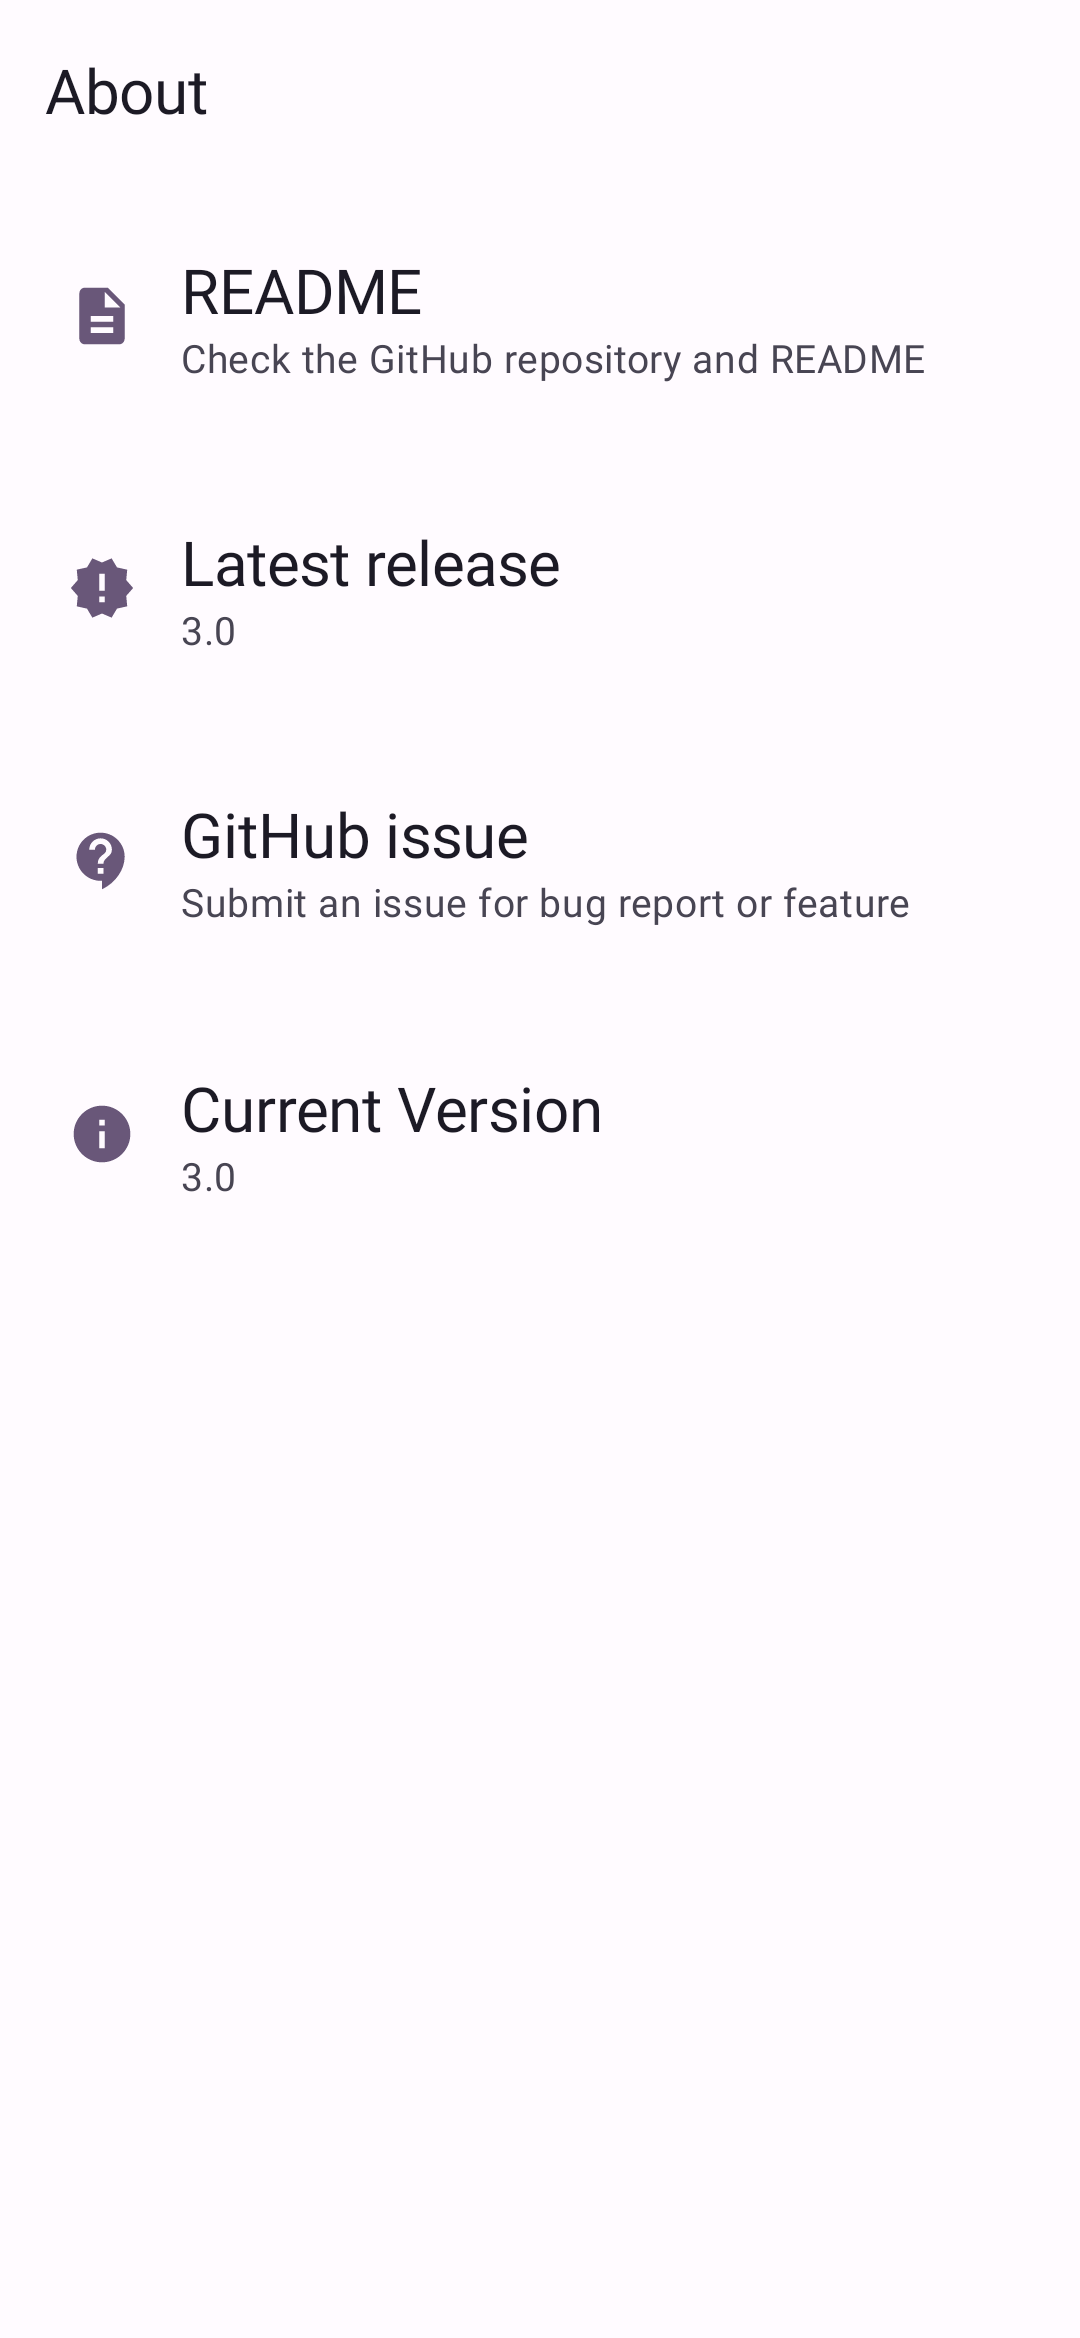 About
README
Check the GitHub repository and README
Latest release
3.0
GitHub issue
Submit an issue for bug report or feature
Current Version
3.0